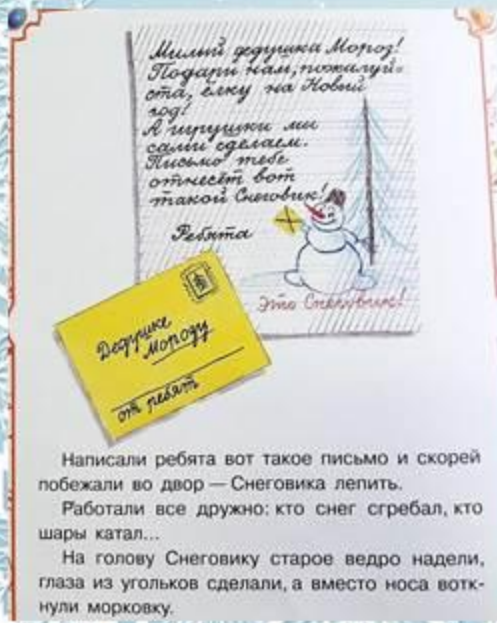 Милый дедушка Мороз!
Подари нам, пожалуй-
ста, ёлку на Новый
год!
А игрушки мы
сами сделаем.
Письмо тебе
отнесёт вот
такой Снеговик!
Ребята
Это Снеговик!
Дедушке
Морозу
от ребят
Написали ребята вот такое письмо и скорей
побежали во двор — Снеговика лепить.
Работали все дружно: кто снег сгребал, кто
шары катал...
На голову Снеговику старое ведро надели,
глаза из угольков сделали, а вместо носа вотк-
нули морковку.